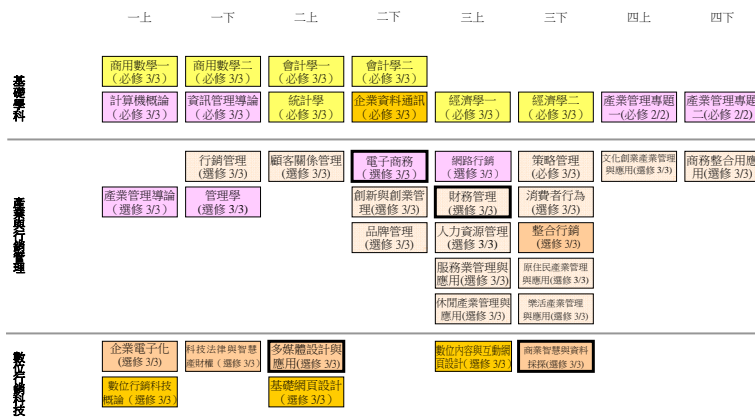 一上 一下 二上 二下 三上 三下 四上 四下
基礎學科
商用數學一 商用數學二 會計學一 會計學二
(必修 3/3) (必修 3/3) (必修 3/3) (必修 3/3)
計算機概論 資訊管理導論 統計學 企業資料通訊 經濟學一 經濟學二 產業管理專題 產業管理專題
(必修 3/3) (必修 3/3) (必修 3/3) (必修 3/3) (必修 3/3) (必修 3/3) 一(必修 2/2) 二(必修 2/2)
產業與行銷管理
行銷管理 顧客關係管理 電子商務 網路行銷 策略管理 文化創業產業管理 商務整合用應
(選修 3/3) (選修 3/3) (選修 3/3) (選修 3/3) (必修 3/3) 與應用(選修 3/3) 用(選修 3/3)
產業管理導論 管理學 創新與創業管 財務管理 消費者行為
(選修 3/3) (選修 3/3) 理(選修 3/3) (選修 3/3) (選修 3/3)
品牌管理 人力資源管理 整合行銷
(選修 3/3) (選修 3/3) (選修 3/3)
服務業管理與 原住民產業管理
應用(選修 3/3) 與應用(選修 3/3)
休閒產業管理與 樂活產業管理
應用(選修 3/3) 與應用(選修 3/3)
數位行銷科技
企業電子化 科技法律與智慧 多媒體設計與 數位內容與互動網 商業智慧與資料
(選修 3/3) 產財權(選修 3/3) 應用(選修 3/3) 頁設計(選修 3/3) 採探(選修 3/3)
數位行銷科技 基礎網頁設計
概論(選修 3/3) (選修 3/3)